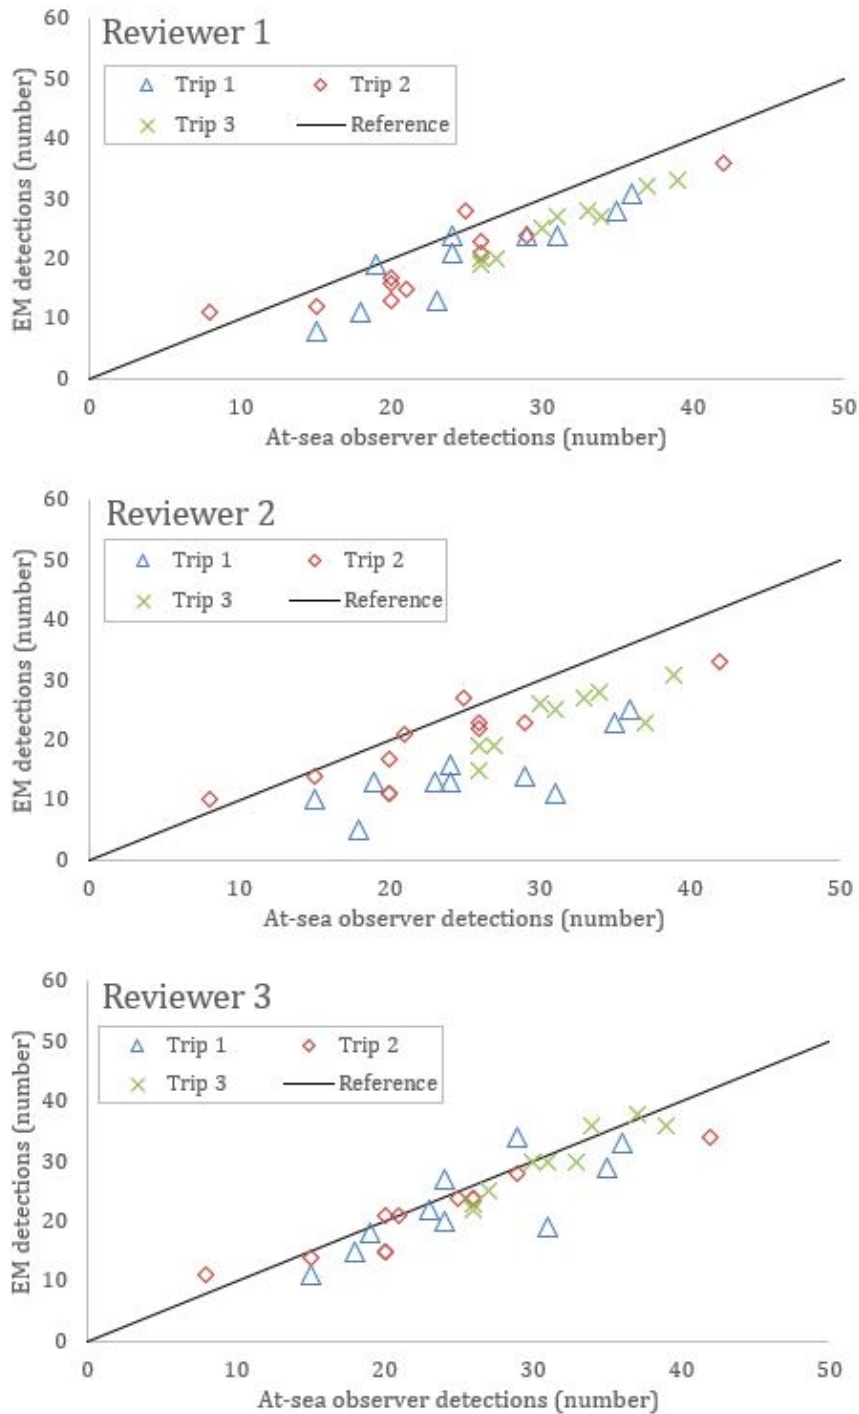 Reviewer 1
Trip 1 Trip 2
Trip 3 Reference
EM detections (number)
60
50
40
30
20
10
0
0 10 20 30 40 50
At-sea observer detections (number)
Reviewer 2
Trip 1 Trip 2
Trip 3 Reference
EM detections (number)
60
50
40
30
20
10
0
0 10 20 30 40 50
At-sea observer detections (number)
Reviewer 3
Trip 1 Trip 2
Trip 3 Reference
EM detections (number)
60
50
40
30
20
10
0
0 10 20 30 40 50
At-sea observer detections (number)